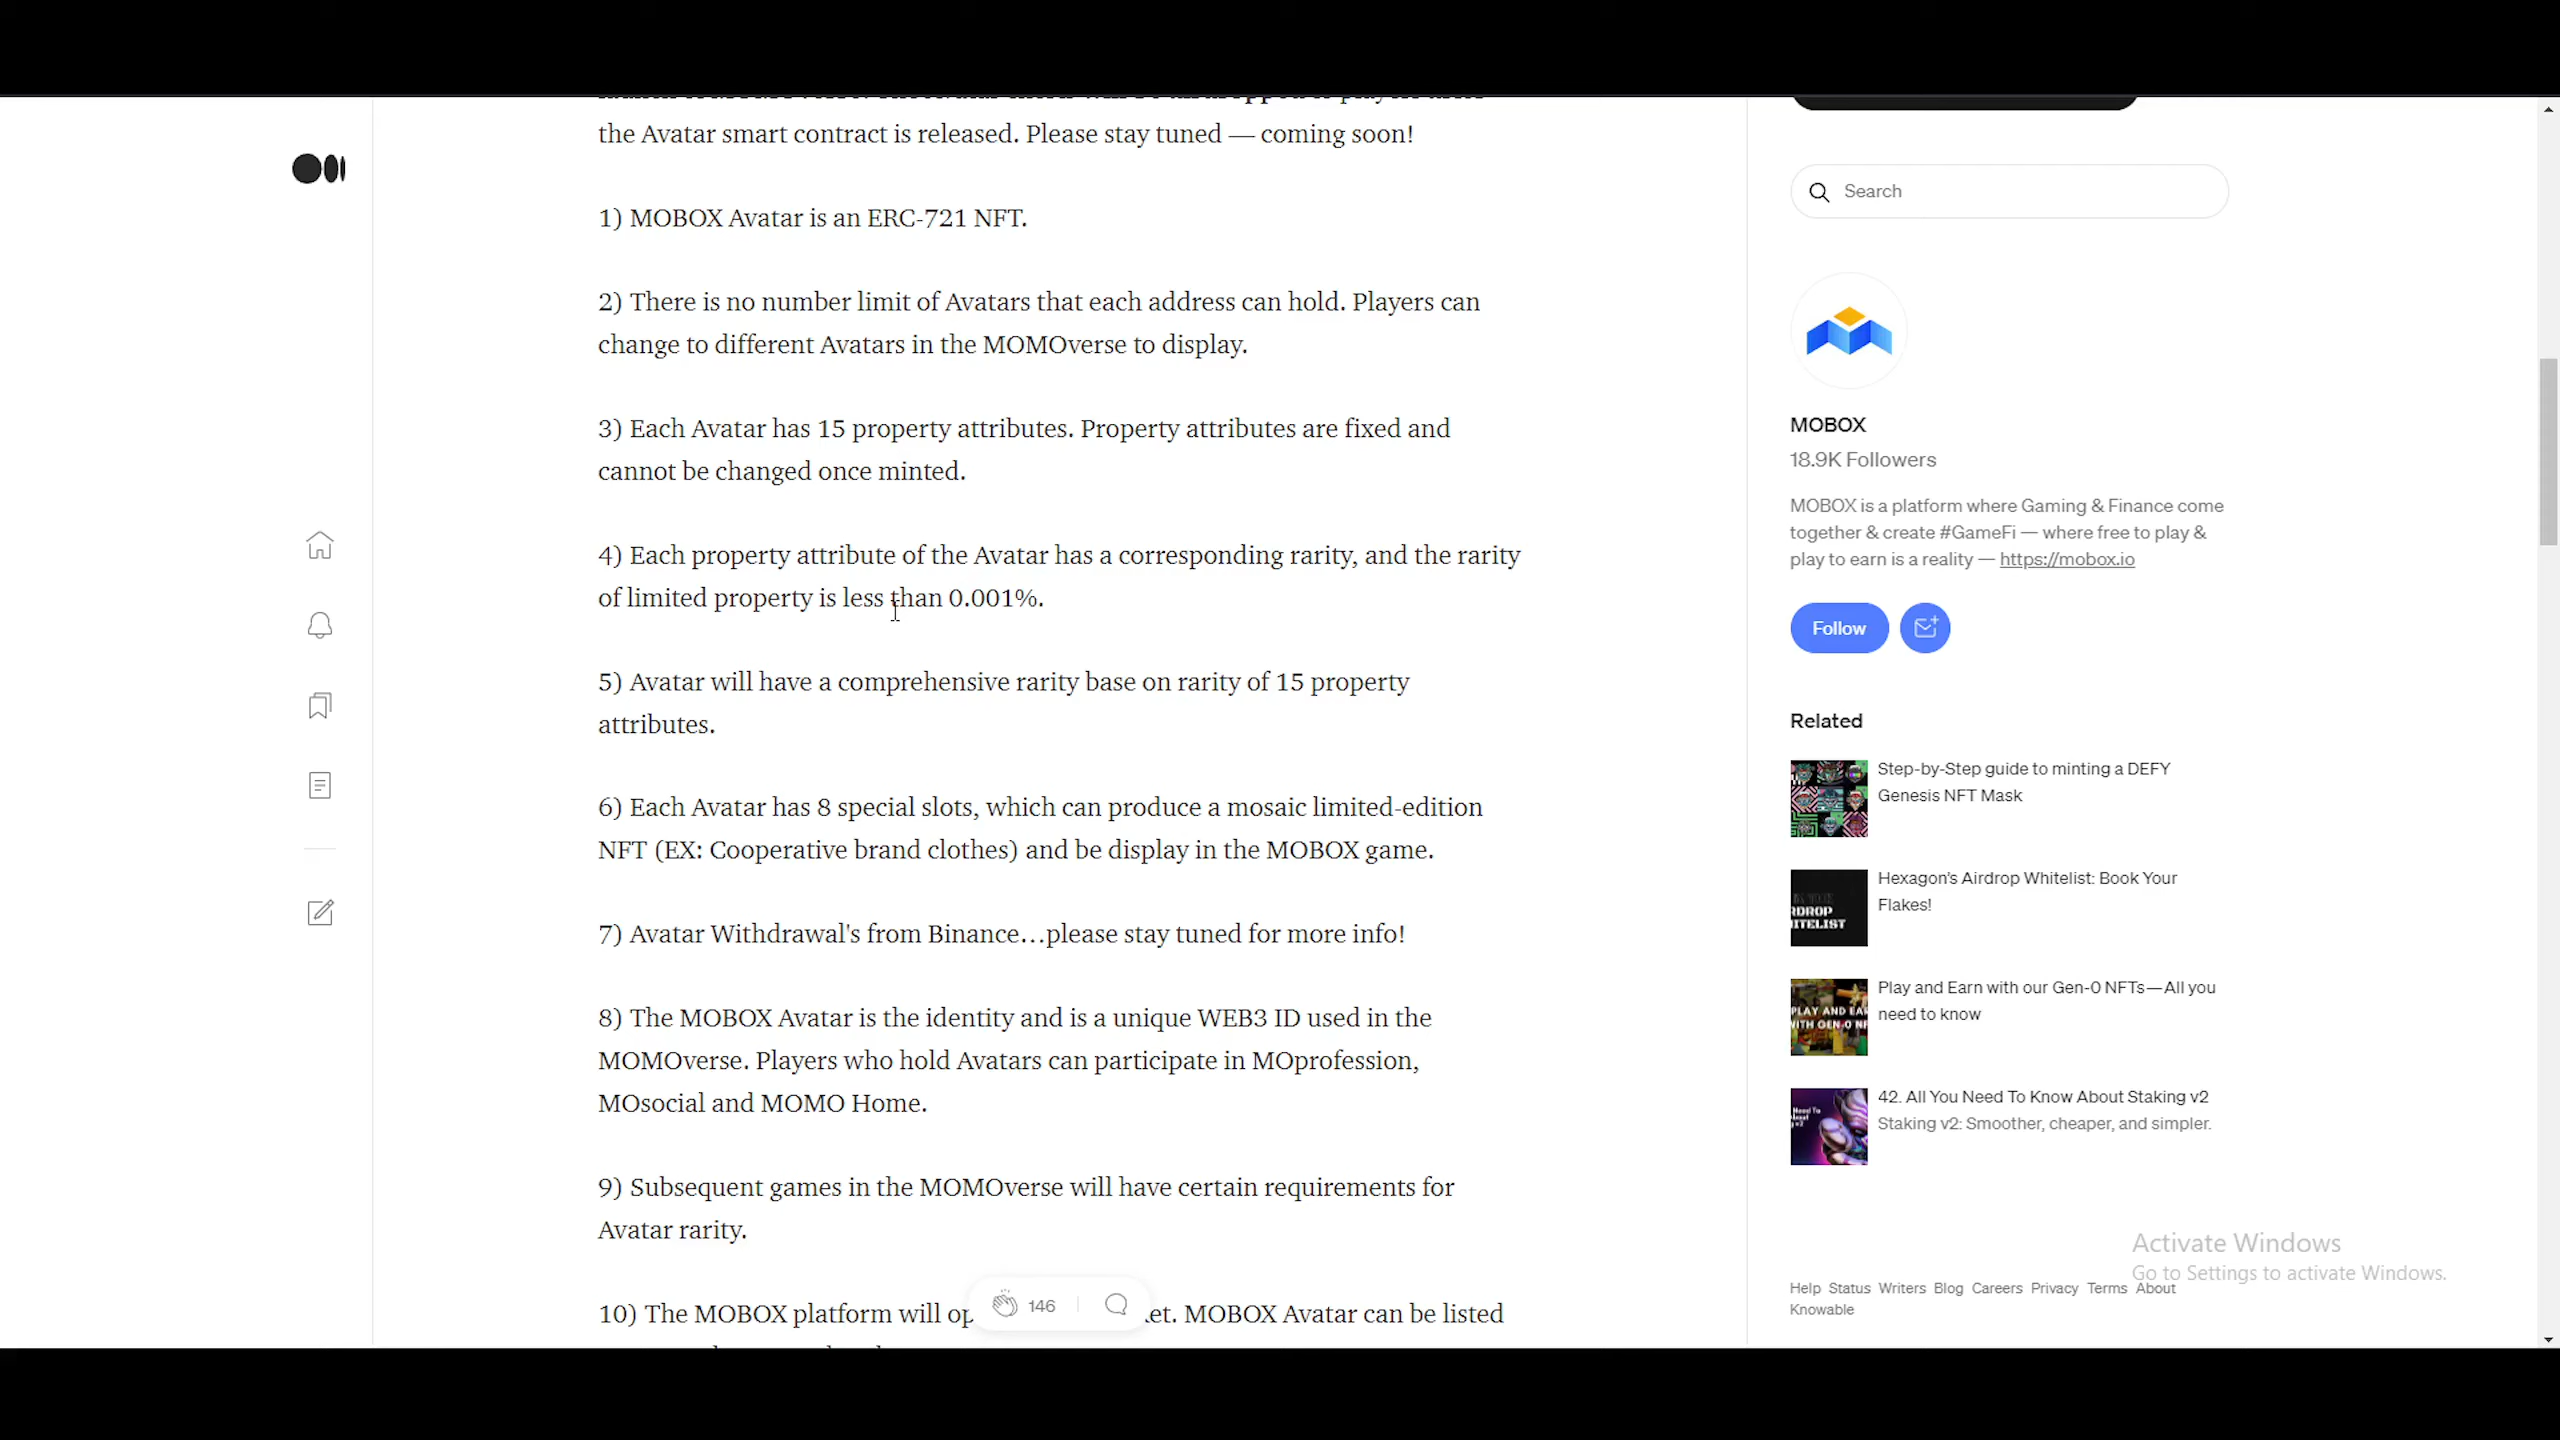 the Avatar smart contract is released. Please stay tuned — coming soon!
1) MOBOX Avatar is an ERC-721 NFT.
2) There is no number limit of Avatars that each address can hold. Players can
change to different Avatars in the MOMOverse to display.
3) Each Avatar has 15 property attributes. Property attributes are fixed and
cannot be changed once minted.
4) Each property attribute of the Avatar has a corresponding rarity, and the rarity
of limited property is less than 0.001%.
5) Avatar will have a comprehensive rarity base on rarity of 15 property
attributes.
6) Each Avatar has 8 special slots, which can produce a mosaic limited-edition
NFT (EX: Cooperative brand clothes) and be display in the MOBOX game.
7) Avatar Withdrawal's from Binance…please stay tuned for more info!
8) The MOBOX Avatar is the identity and is a unique WEB3 ID used in the
MOMOverse. Players who hold Avatars can participate in MOprofession,
MOsocial and MOMO Home.
9) Subsequent games in the MOMOverse will have certain requirements for
Avatar rarity.
10) The MOBOX platform will op
et. MOBOX Avatar can be listed
146
Search
MOBOX
18.9K Followers
MOBOX is a platform where Gaming & Finance come
together & create #GameFi — where free to play &
play to earn is a reality — https://mobox.io
Follow
Related
Step-by-Step guide to minting a DEFY
Genesis NFT Mask
Hexagon's Airdrop Whitelist: Book Your
Flakes!
RDROP
ITELIST
Play and Earn with our Gen-0 NFTs—All you
need to know
PLAY AND EA
WITH GEN-0 NF
42. All You Need To Know About Staking v2
Staking v2: Smoother, cheaper, and simpler.
Activate Windows
Go to Settings to activate Windows.
Help Status Writers Blog Careers Privacy Terms About
Knowable